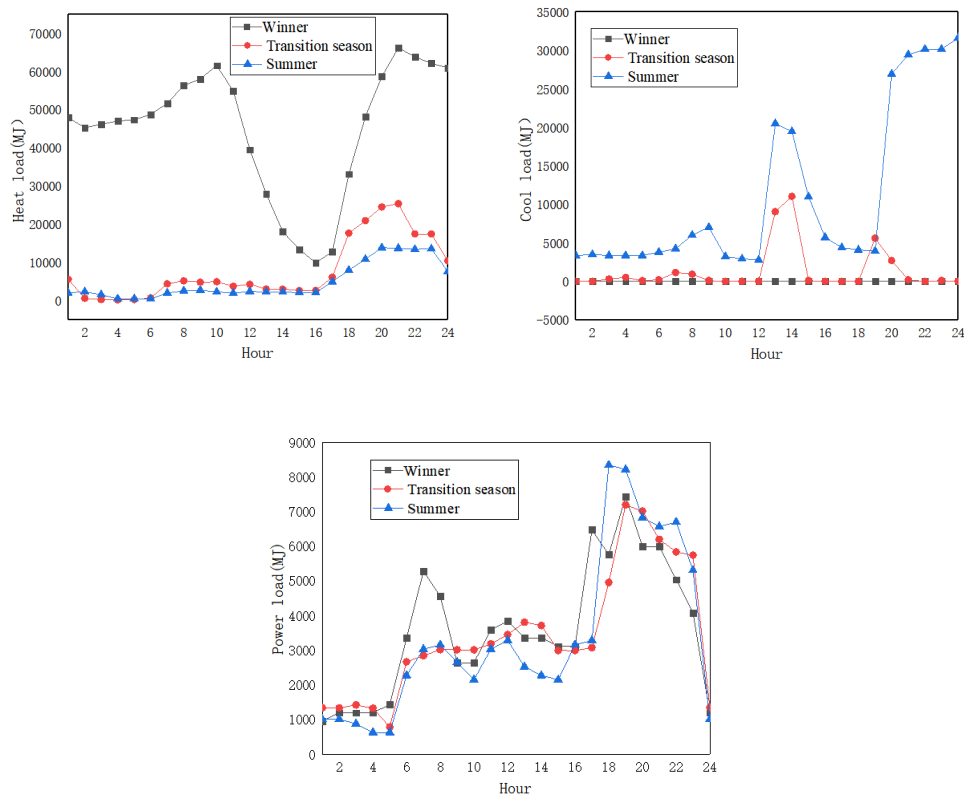 Winner
Transition season
Summer
70000
60000
50000
40000
30000
20000
10000
0
Heat load(MJ)
2 4 6 8 10 12 14 16 18 20 22 24
Hour
Winner
Transition season
Summer
35000
30000
25000
20000
15000
10000
5000
0
-5000
Cool load(MJ)
2 4 6 8 10 12 14 16 18 20 22 24
Hour
Winner
Transition season
Summer
9000
8000
7000
6000
5000
4000
3000
2000
1000
0
Power load(MJ)
2 4 6 8 10 12 14 16 18 20 22 24
Hour